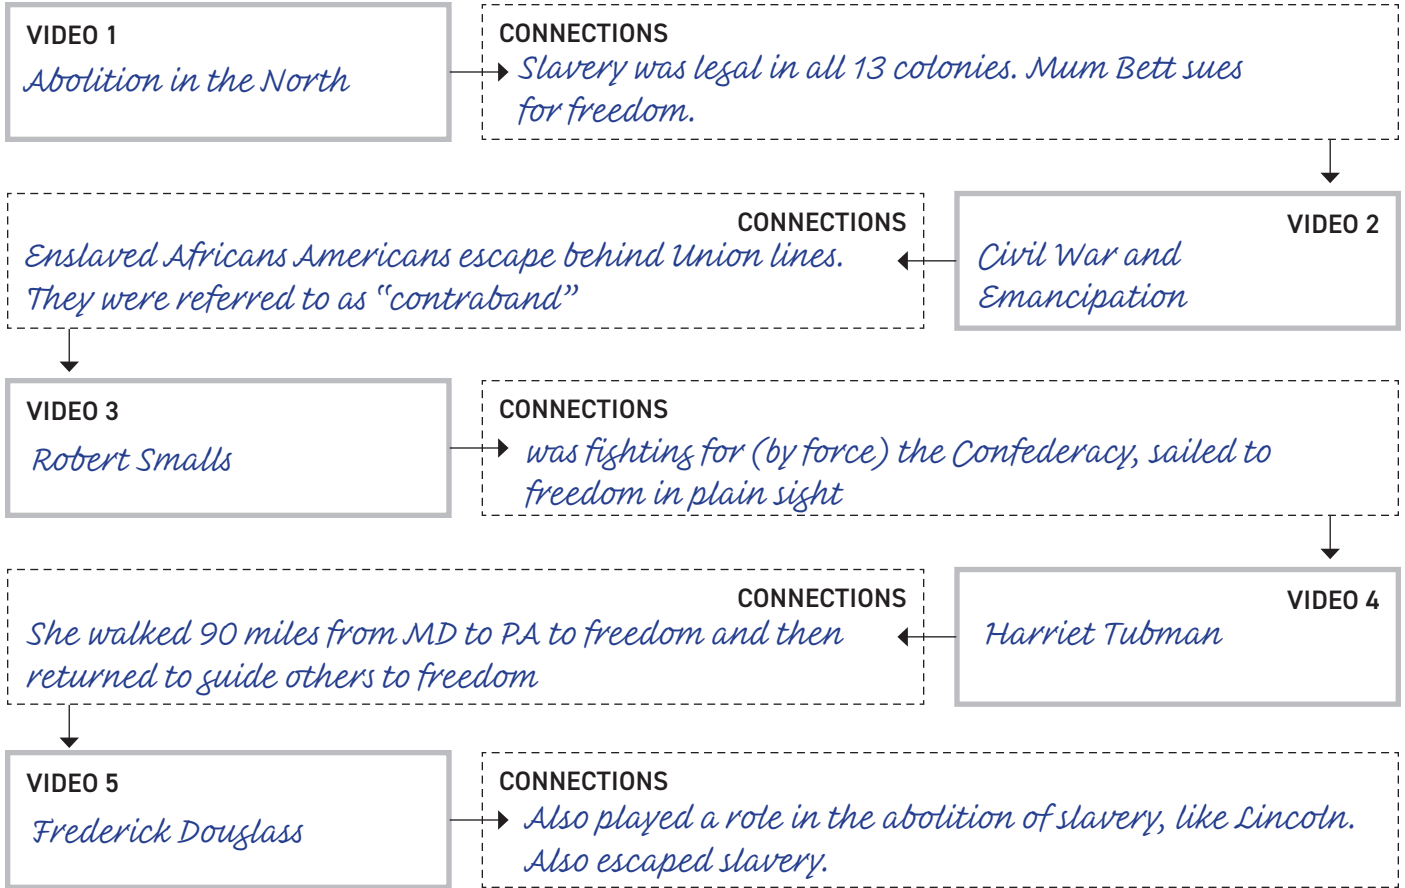 VIDEO 1
Abolition in the North
CONNECTIONS
Slavery was legal in all 13 colonies. Mum Bett sues
for freedom.
VIDEO 2
Civil War and
Emancipation
CONNECTIONS
Enslaved Africans Americans escape behind Union lines.
They were referred to as “contraband”
VIDEO 3
Robert Smalls
CONNECTIONS
was fighting for (by force) the Confederacy, sailed to
freedom in plain sight
VIDEO 4
Harriet Tubman
CONNECTIONS
She walked 90 miles from MD to PA to freedom and then
returned to guide others to freedom
VIDEO 5
Frederick Douglass
CONNECTIONS
Also played a role in the abolition of slavery, like Lincoln.
Also escaped slavery.